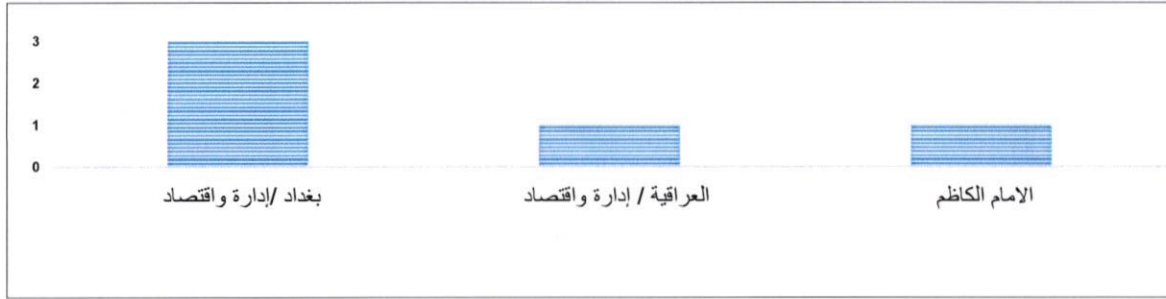 3
2
1
0
بغداد /إدارة واقتصاد
العراقية / إدارة واقتصاد
الامام الكاظم